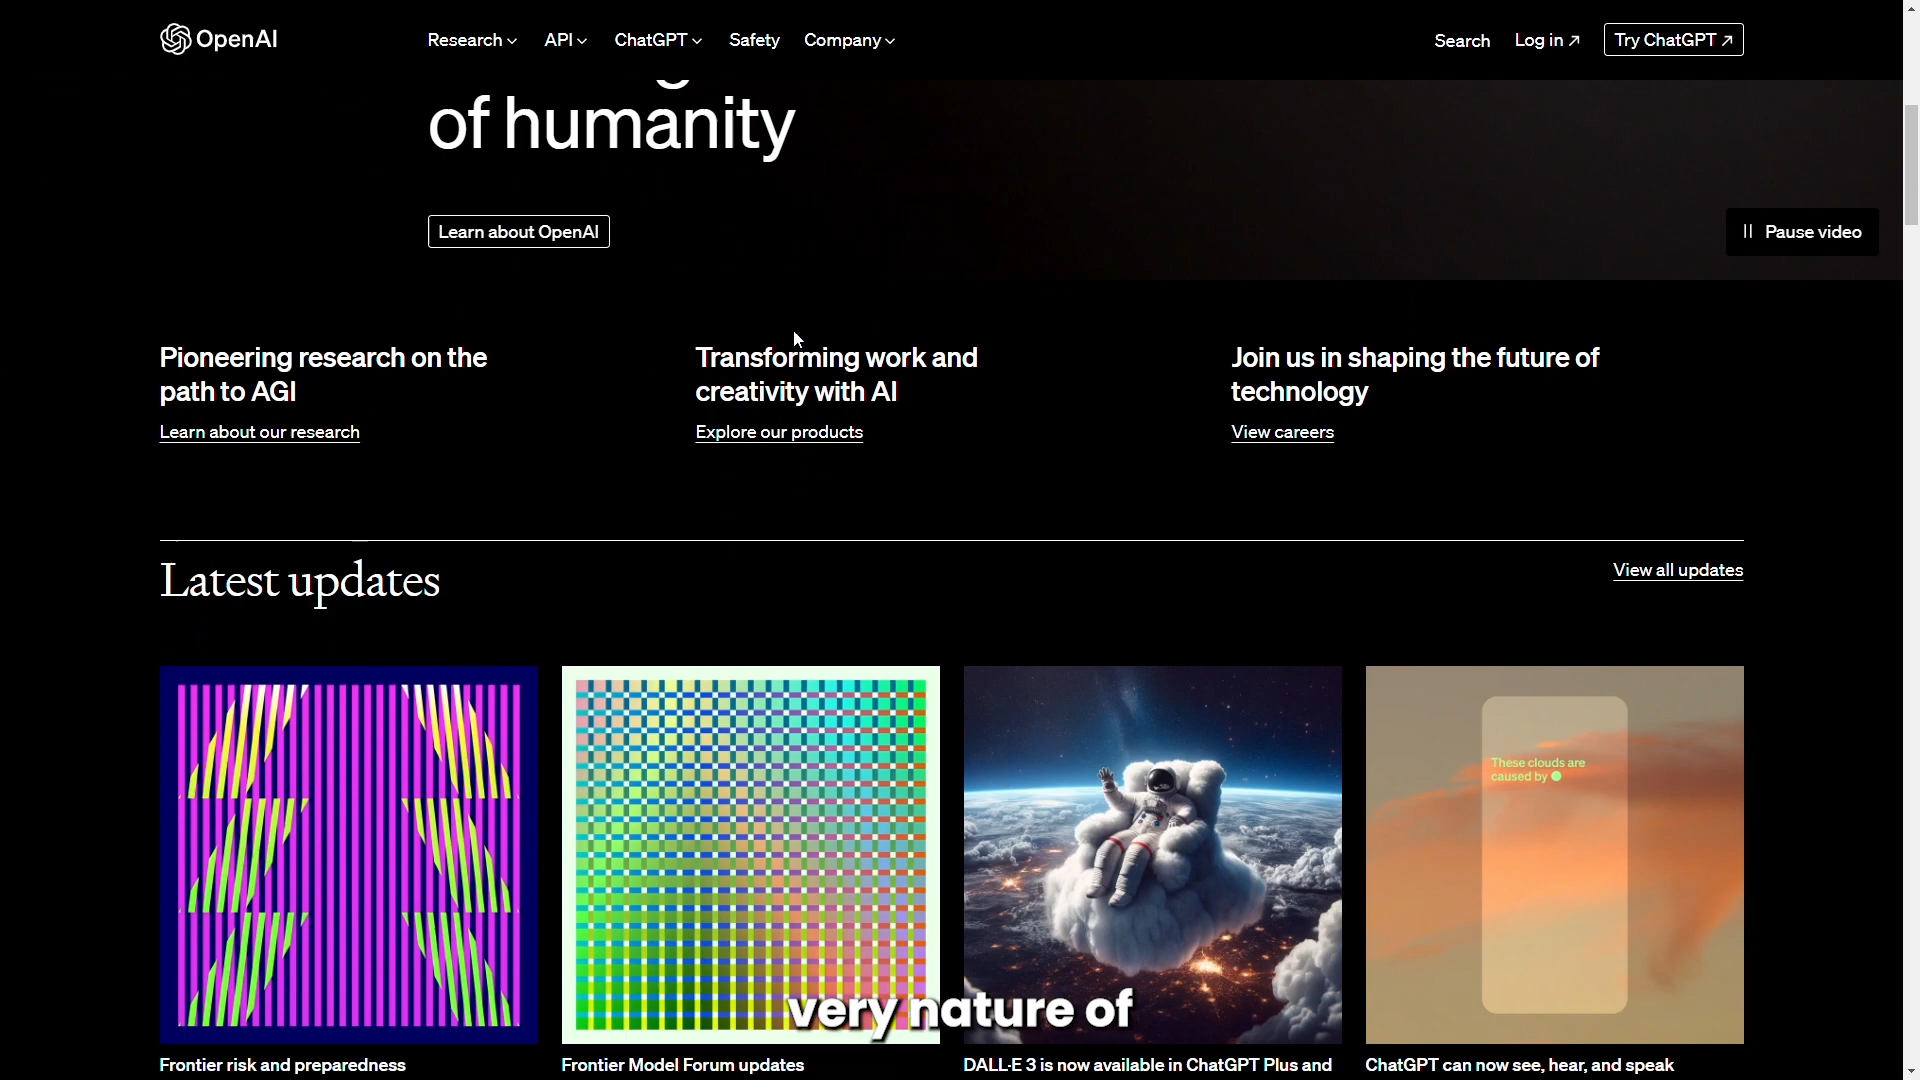 OpenAI
Research
API
ChatGPT
Safety
Company
Search
Log in
Try ChatGPT
of humanity
Learn about OpenAI
Pause video
Pioneering research on the
path to AGI
Learn about our research
Transforming work and
creativity with AI
Explore our products
Join us in shaping the future of
technology
View careers
Latest updates
View all updates
These clouds are
caused by
very nature of
Frontier risk and preparedness
Frontier Model Forum updates
DALL·E 3 is now available in ChatGPT Plus and
ChatGPT can now see, hear, and speak